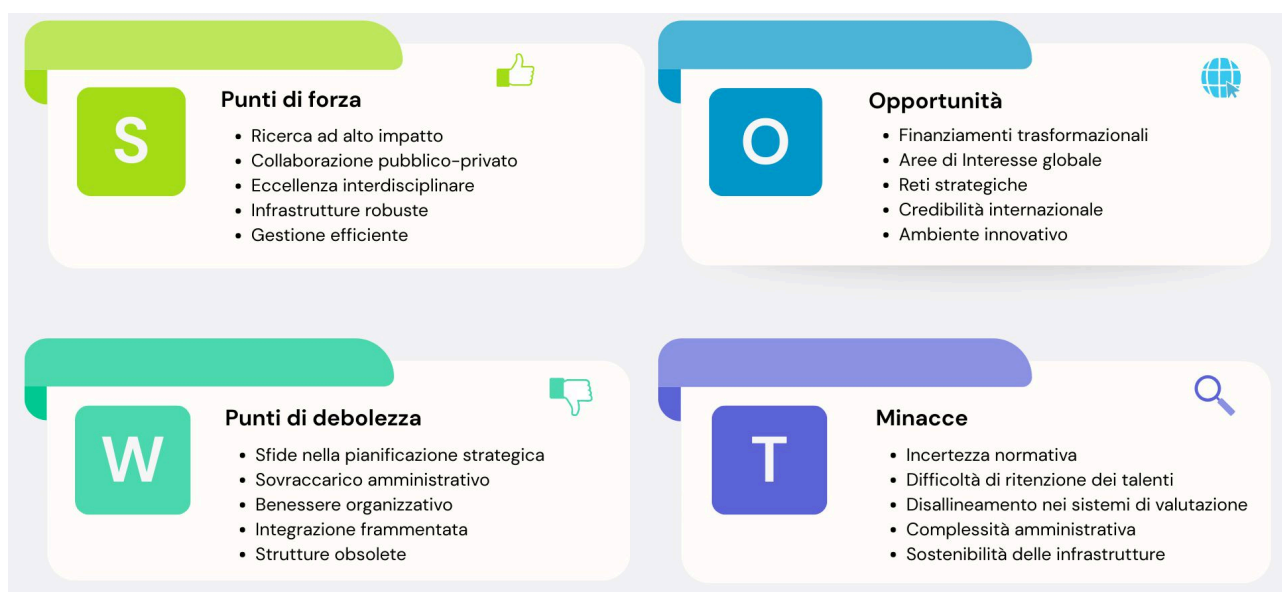 S
Punti di forza
• Ricerca ad alto impatto
• Collaborazione pubblico-privato
• Eccellenza interdisciplinare
• Infrastrutture robuste
• Gestione efficiente
O
Opportunità
• Finanziamenti trasformazionali
• Aree di Interesse globale
• Reti strategiche
• Credibilità internazionale
• Ambiente innovativo
W
Punti di debolezza
• Sfide nella pianificazione strategica
• Sovraccarico amministrativo
• Benessere organizzativo
• Integrazione frammentata
• Strutture obsolete
T
Minacce
• Incertezza normativa
• Difficoltà di ritenzione dei talenti
• Disallineamento nei sistemi di valutazione
• Complessità amministrativa
• Sostenibilità delle infrastrutture